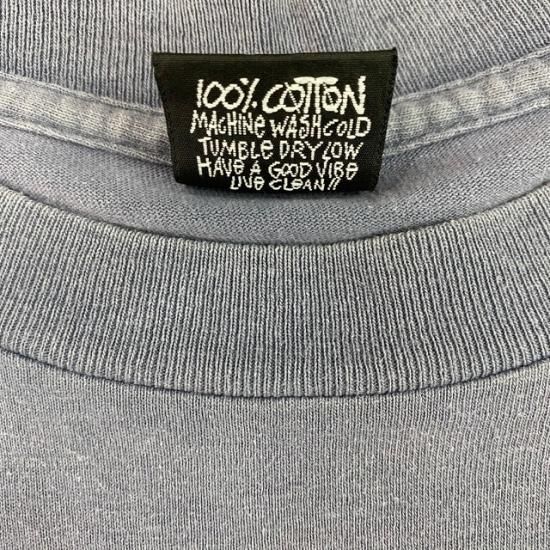 100% COTTON
MACHINE WASH COLD
TUMBLE DRY LOW
HAVE A GOOD VIBE
LIVE CLEAN!!